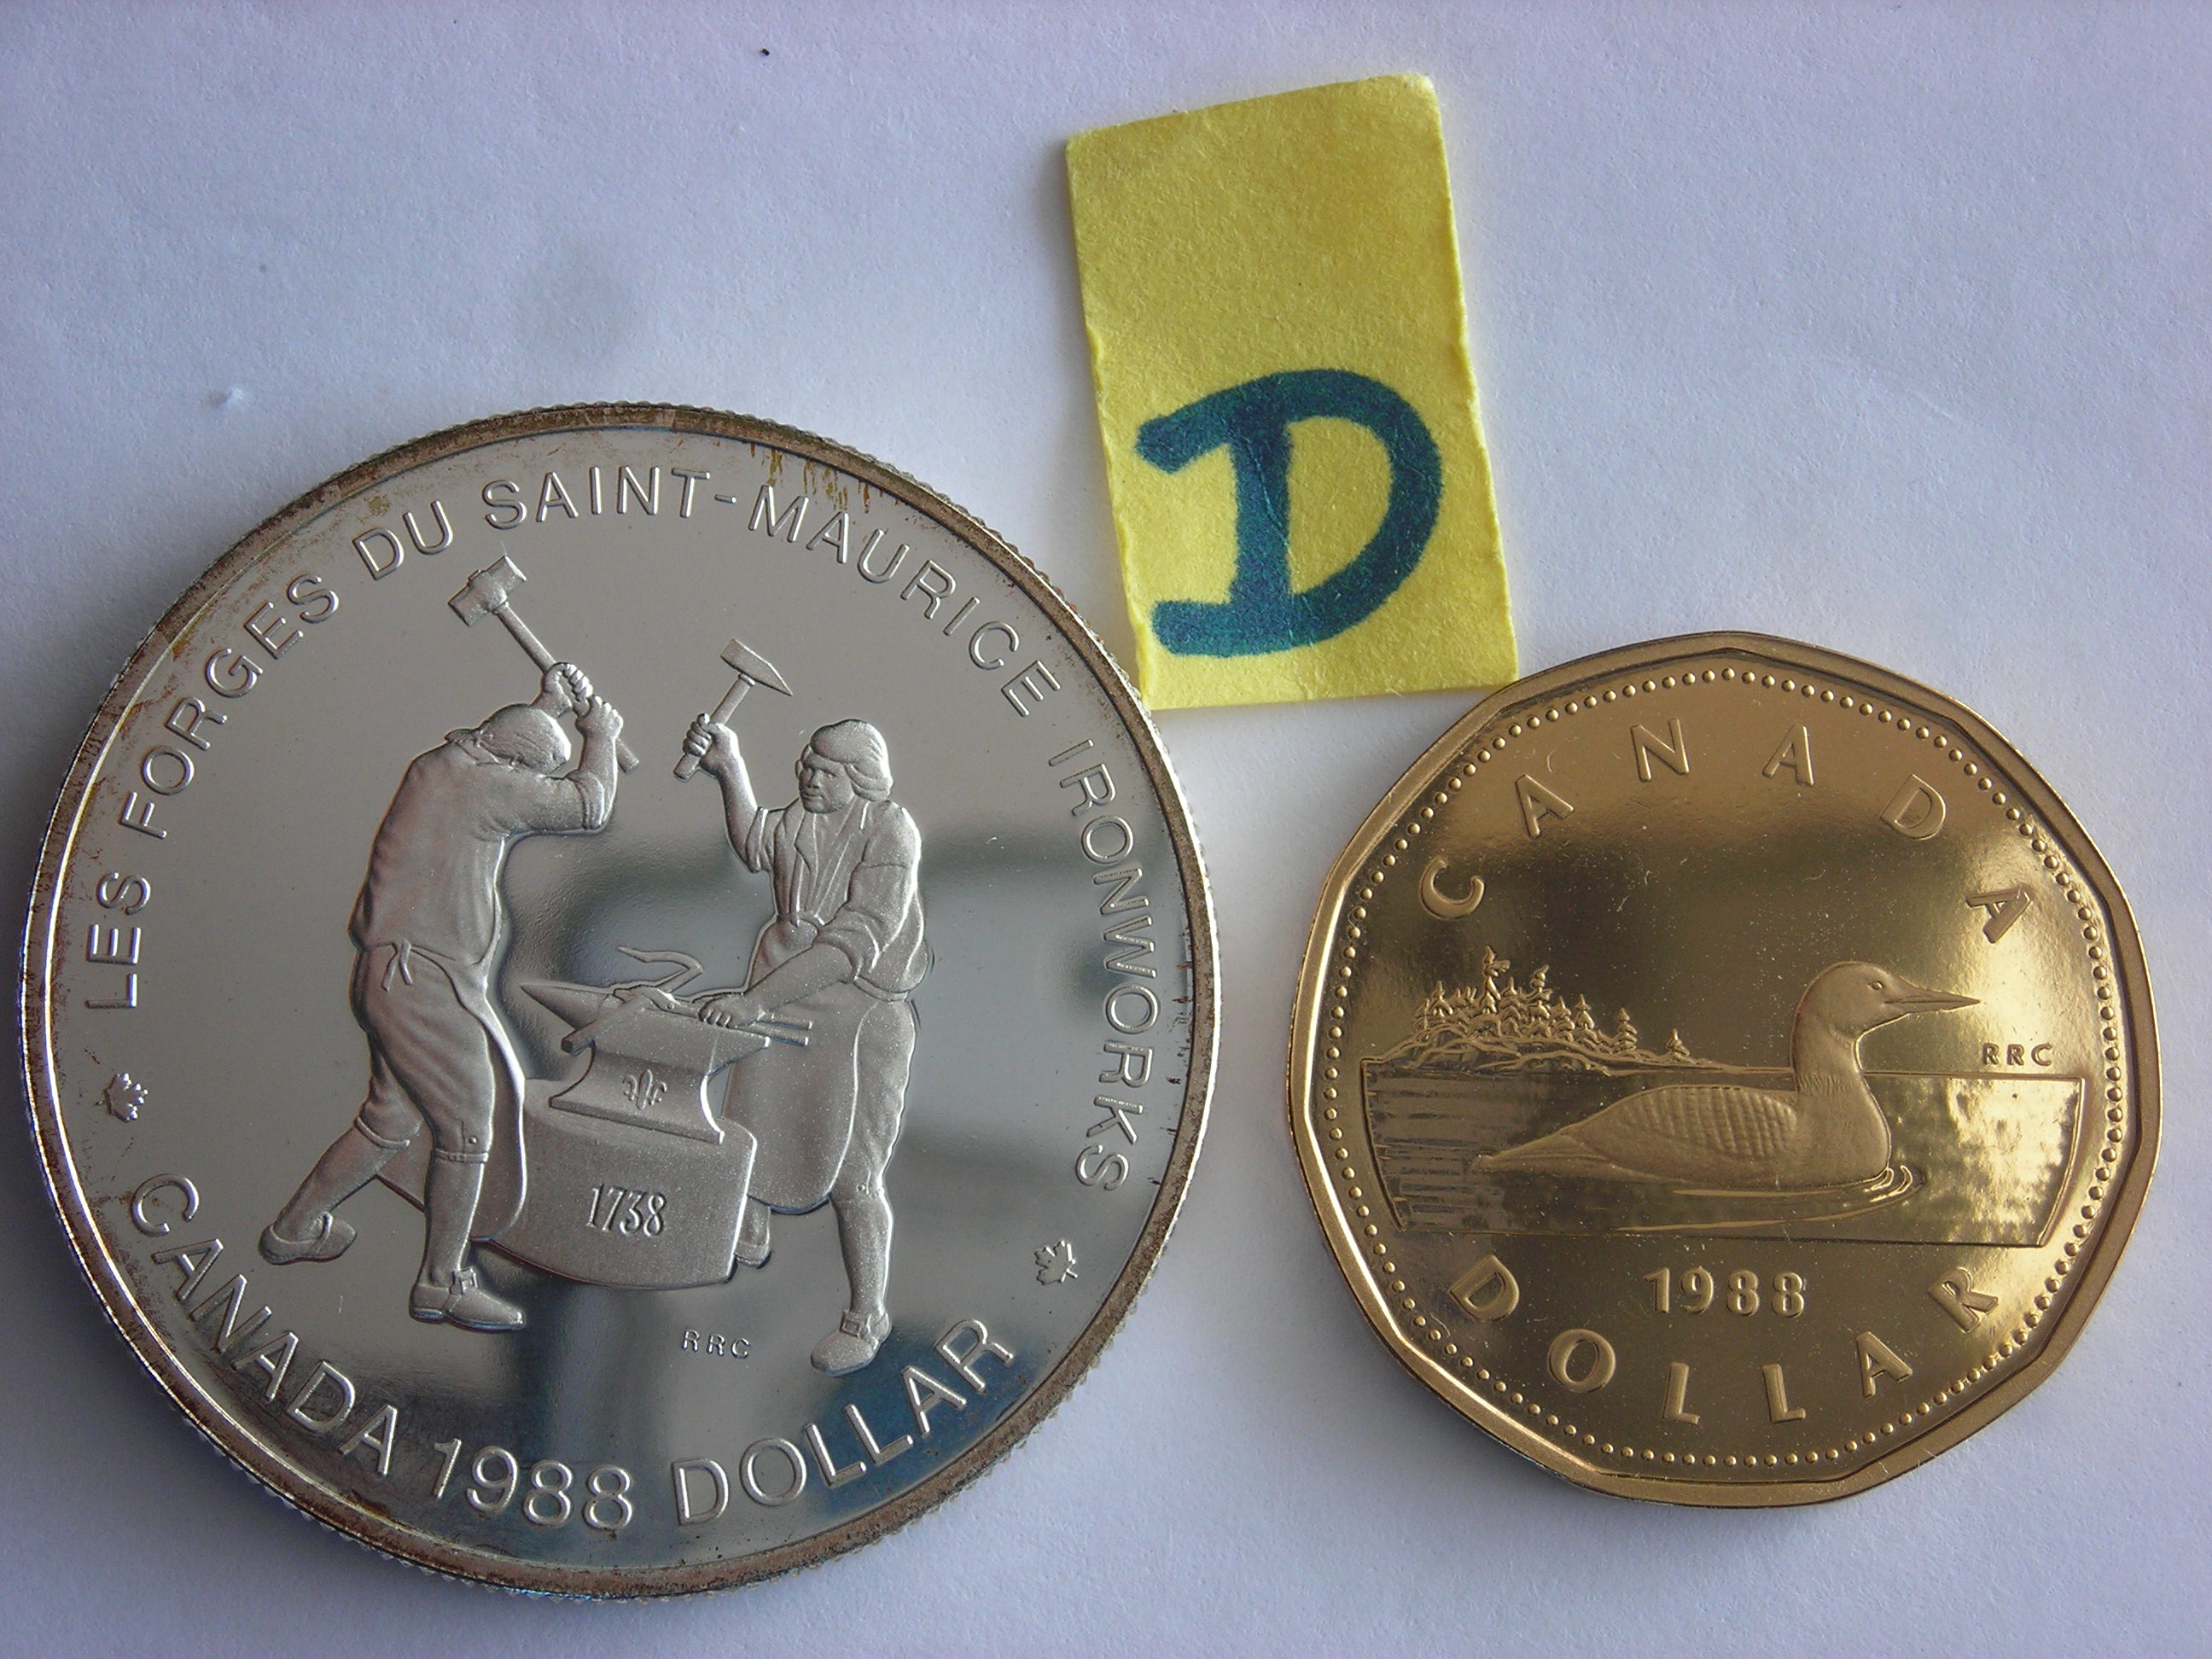 D
LES FORGES DU SAINT-MAURICE IRONWORKS
1738
RRC
CANADA 1988 DOLLAR
CANADA
RRC
1988
DOLLAR